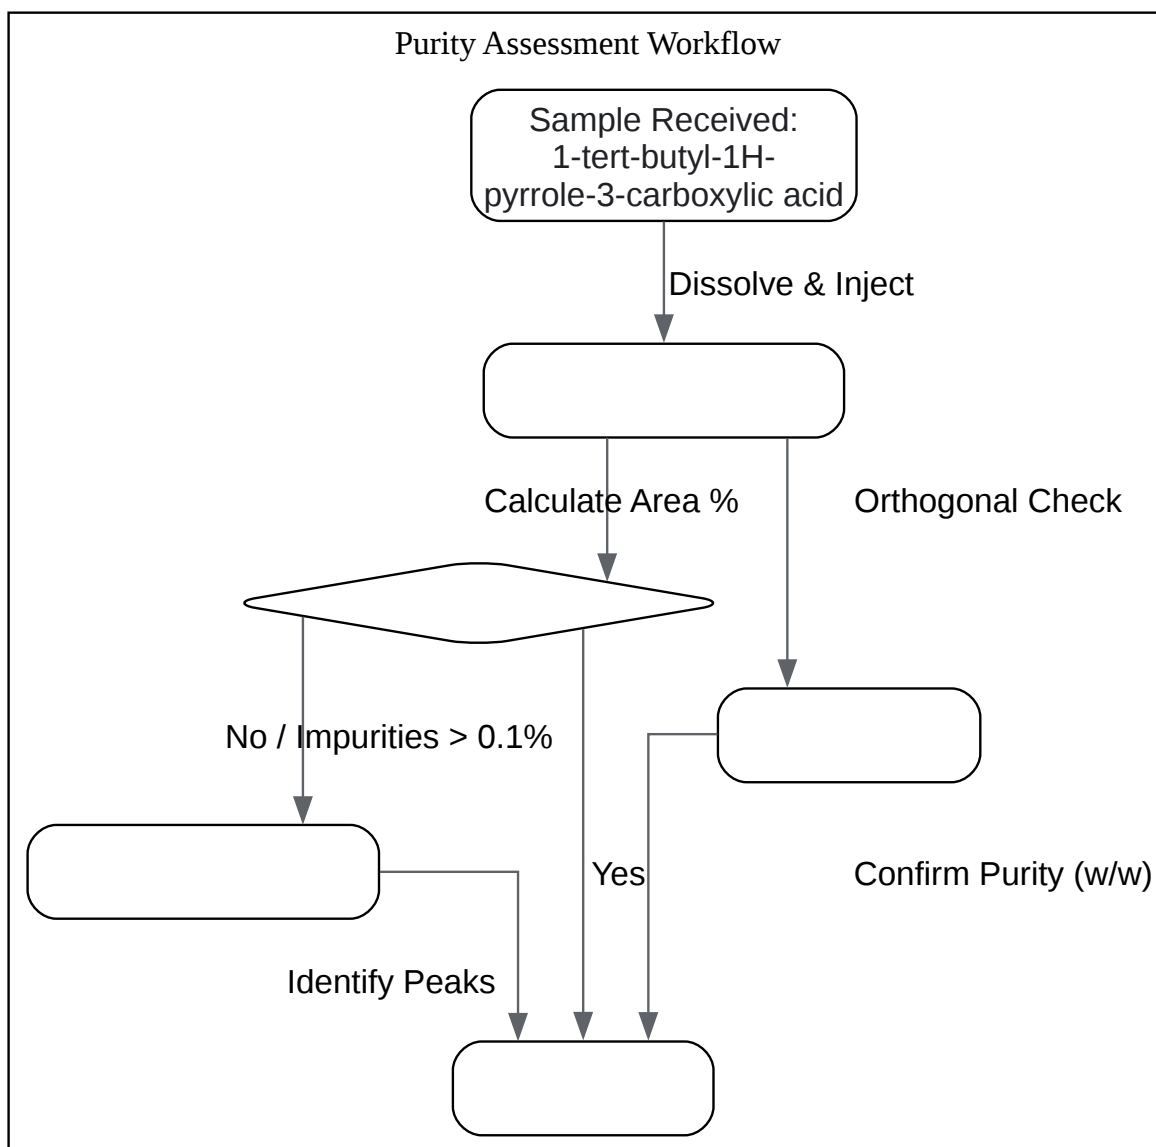 Purity Assessment Workflow
Sample Received:
1-tert-butyl-1H-
pyrrole-3-carboxylic acid
Dissolve & Inject
Calculate Area %
Orthogonal Check
No / Impurities > 0.1%
Yes
Confirm Purity (w/w)
Identify Peaks